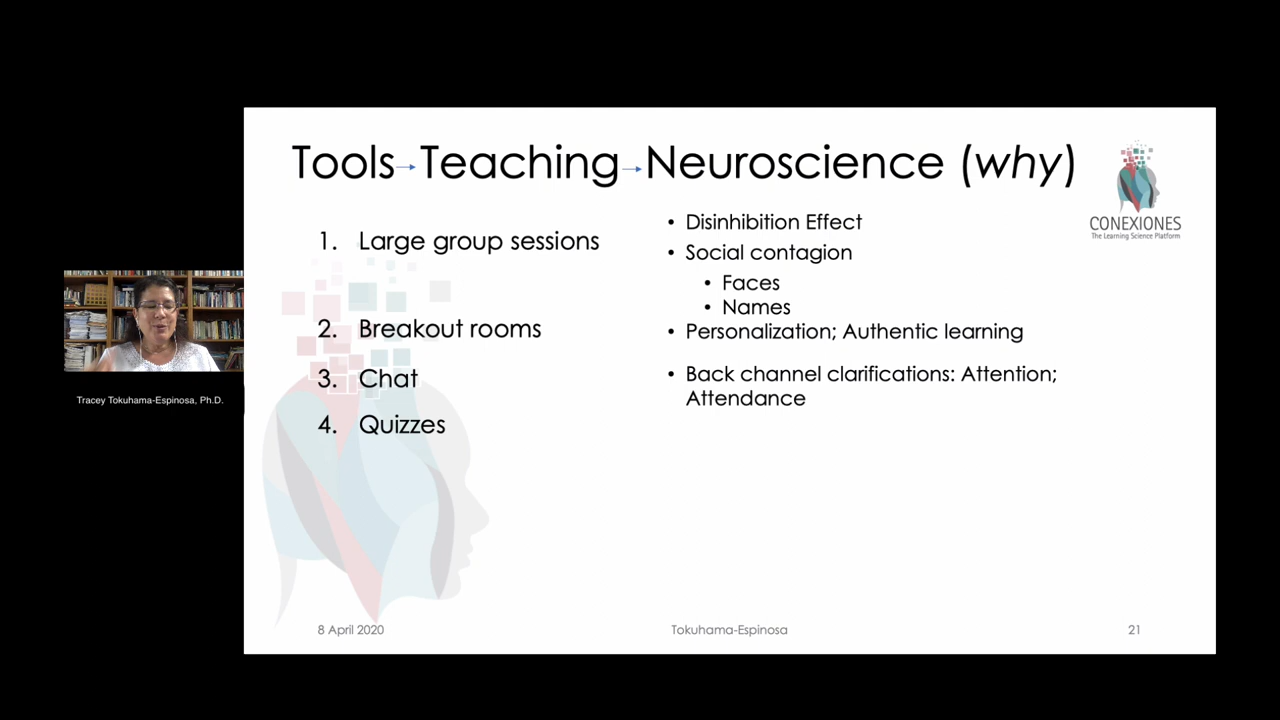 Tools→Teaching→Neuroscience (why)
CONEXIONES
The Learning Science Platform
1. Large group sessions
2. Breakout rooms
3. Chat
4. Quizzes
• Disinhibition Effect
• Social contagion
• Faces
• Names
• Personalization; Authentic learning
• Back channel clarifications: Attention;
Attendance
Tracey Tokuhama-Espinosa, Ph.D.
8 April 2020
Tokuhama-Espinosa
21